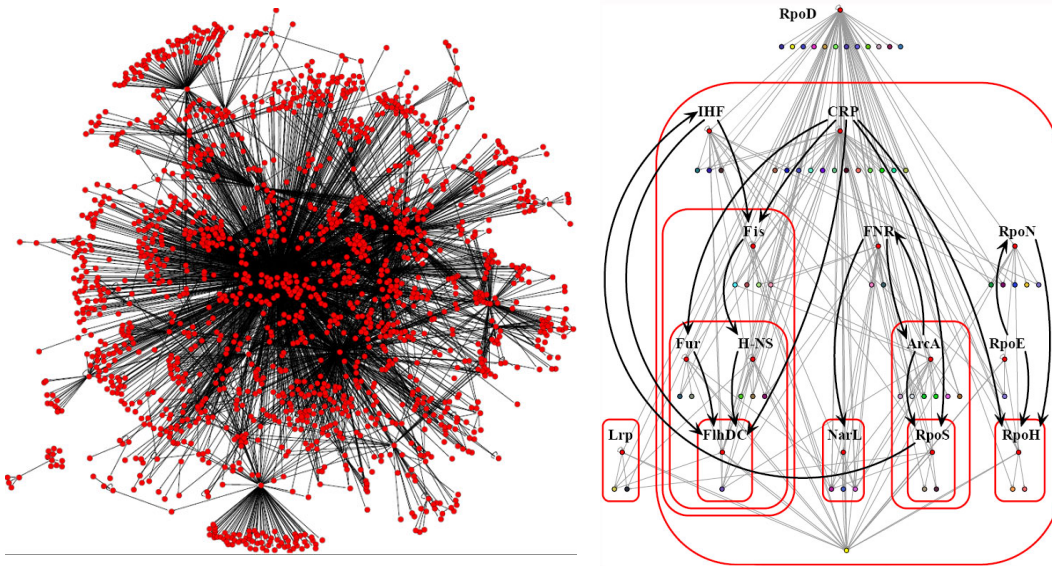 RpoD
IHF CRP
Fis FNR RpoN
Fur H-NS ArcA RpoE
Lrp FlhDC NarL RpoS RpoH